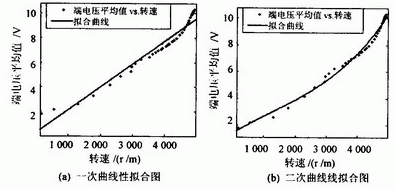 端电压平均值 vs.转速
拟合曲线
端电压平均值 /V
10
8
6
4
2
1 000
2 000
3 000
4 000
转速 /(r /m)
(a) 一次曲线性拟合图
端电压平均值 vs.转速
拟合曲线
端电压平均值 /V
10
8
6
4
2
1 000
2 000
3 000
4 000
转速 /(r /m)
(b) 二次曲线线拟合图